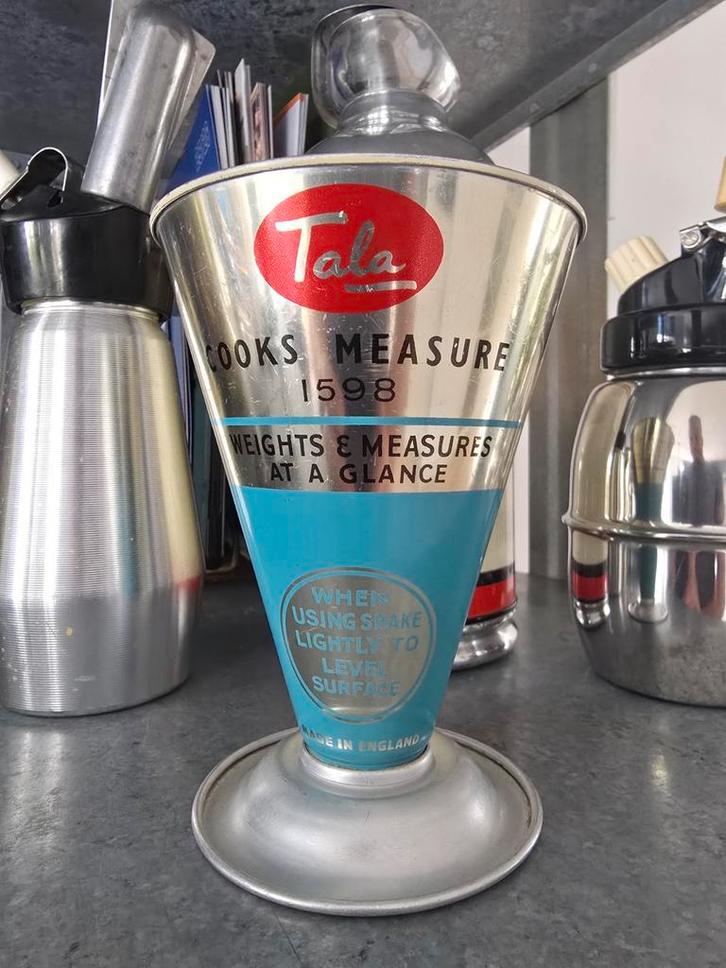 Tala
COOKS MEASURE
1598
WEIGHTS & MEASURES
AT A GLANCE
WHEN
USING SHAKE
LIGHTLY TO
LEVEL
SURFACE
MADE IN ENGLAND